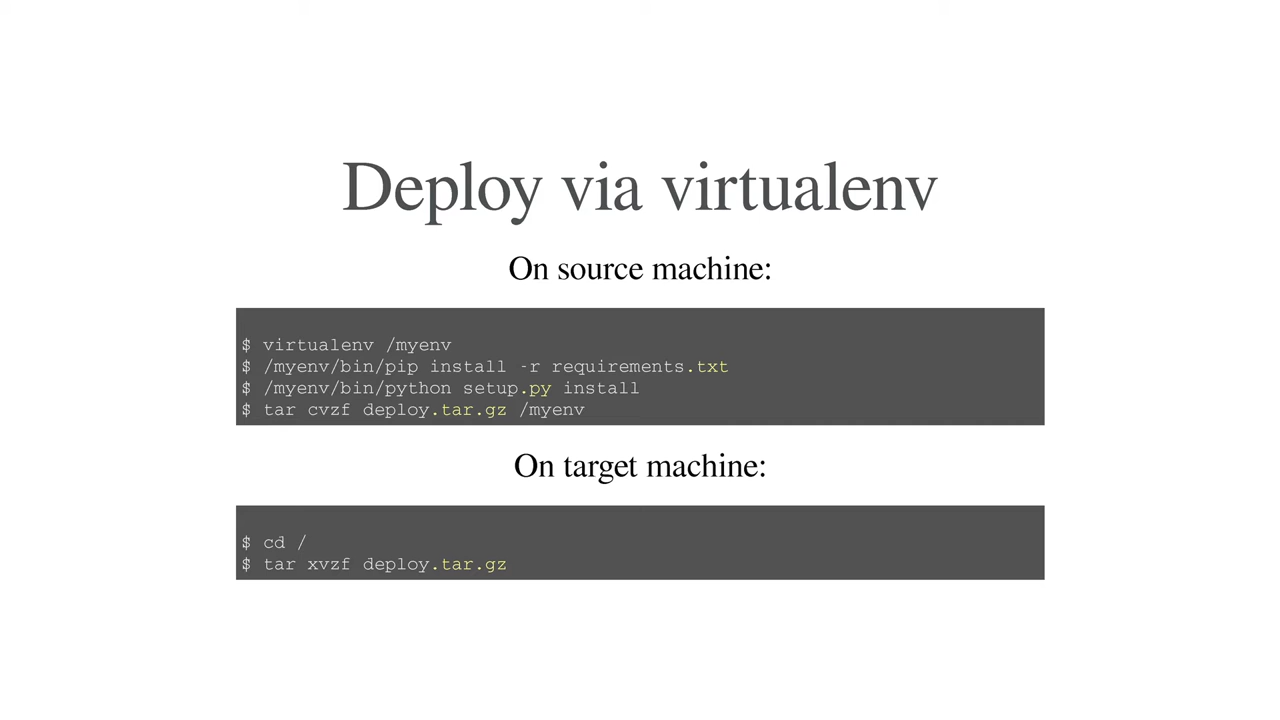 Deploy via virtualenv
On source machine:
$ virtualenv /myenv
$ /myenv/bin/pip install -r requirements.txt
$ /myenv/bin/python setup.py install
$ tar cvzf deploy.tar.gz /myenv
On target machine:
$ cd /
$ tar xvzf deploy.tar.gz